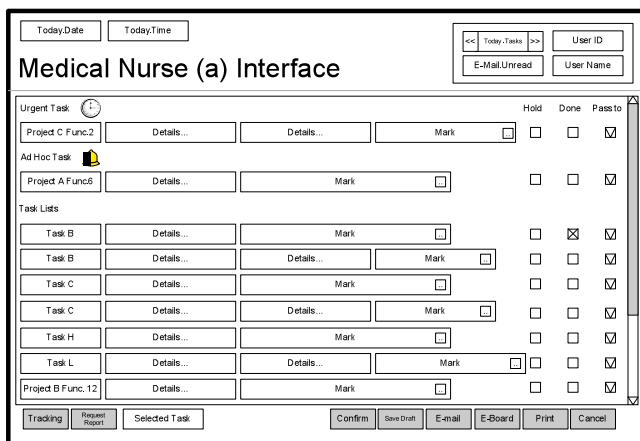 Today.Date Today.Time
<< Today.Tasks >> User ID
Medical Nurse (a) Interface
E-Mail.Unread User Name
Urgent Task Hold Done Pass to
Project C Func.2 Details... Details... Mark ..
Ad Hoc Task
Project A Func.6 Details... Mark ..
Task Lists
Task B Details... Mark ..
Task B Details... Details... Mark ..
Task C Details... Mark ..
Task C Details... Details... Mark ..
Task H Details... Mark ..
Task L Details... Details... Mark ..
Project B Func. 12 Details... Mark ..
Tracking Request Report Selected Task Confirm Save Draft E-mail E-Board Print Cancel